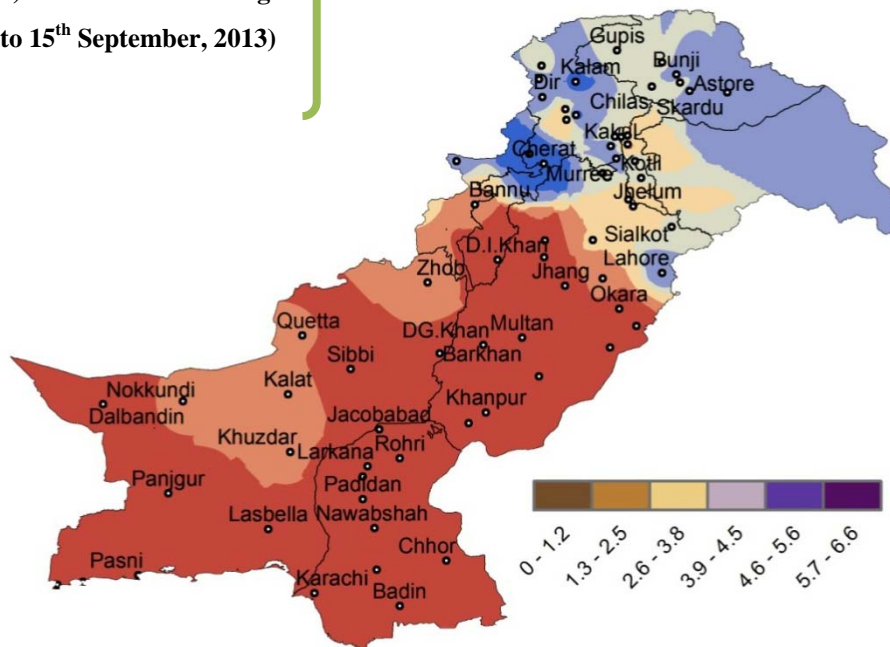 to 15th September, 2013)
Gupis
Bunji
Kalam
Dir
Astore
Chilas
Skardu
Kakul
Cherat
Kotli
Murree
Bannu
Jhelum
Sialkot
D.I.Khan
Lahore
Zhob
Jhang
Okara
Quetta
DG.Khan
Multan
Sibbi
Barkhan
Nokkundi
Kalat
Dalbandin
Khanpur
Jacobabad
Khuzdar
Rohri
Larkana
Panjgur
Padidan
Lasbella
Nawabshah
Chhor
Pasni
Karachi
Badin
0 - 1.2
1.3 - 2.5
2.6 - 3.8
3.9 - 4.5
4.6 - 5.6
5.7 - 6.6